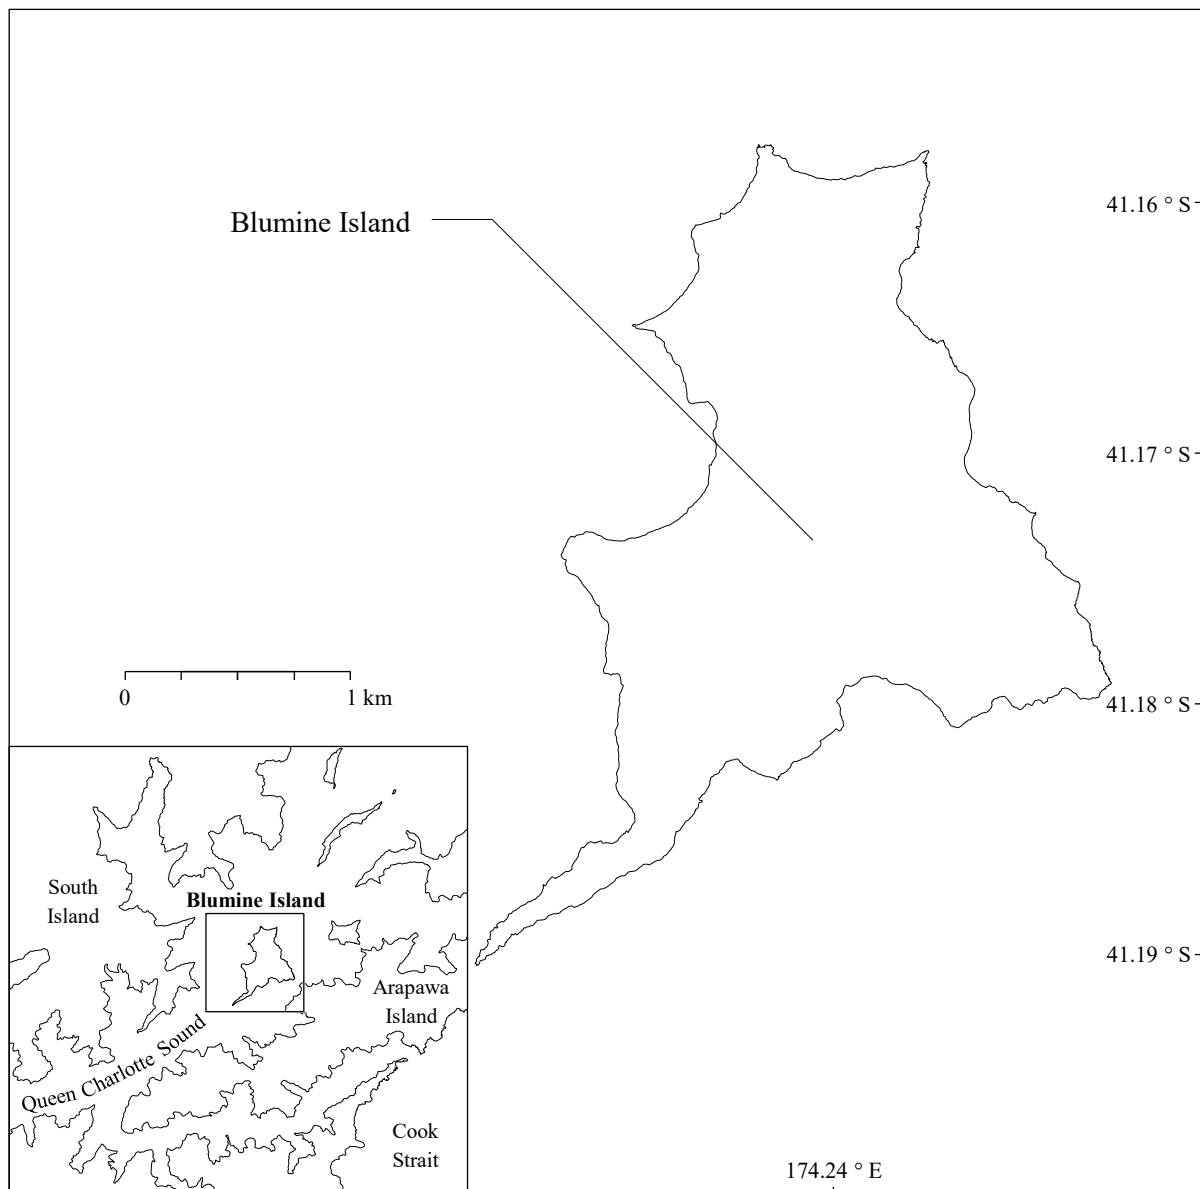 41.16 ° S
Blumine Island
41.17 ° S
0
1 km
41.18 ° S
South
Island
Blumine Island
41.19 ° S
Arapawa
Island
Queen Charlotte Sound
Cook
Strait
174.24 ° E